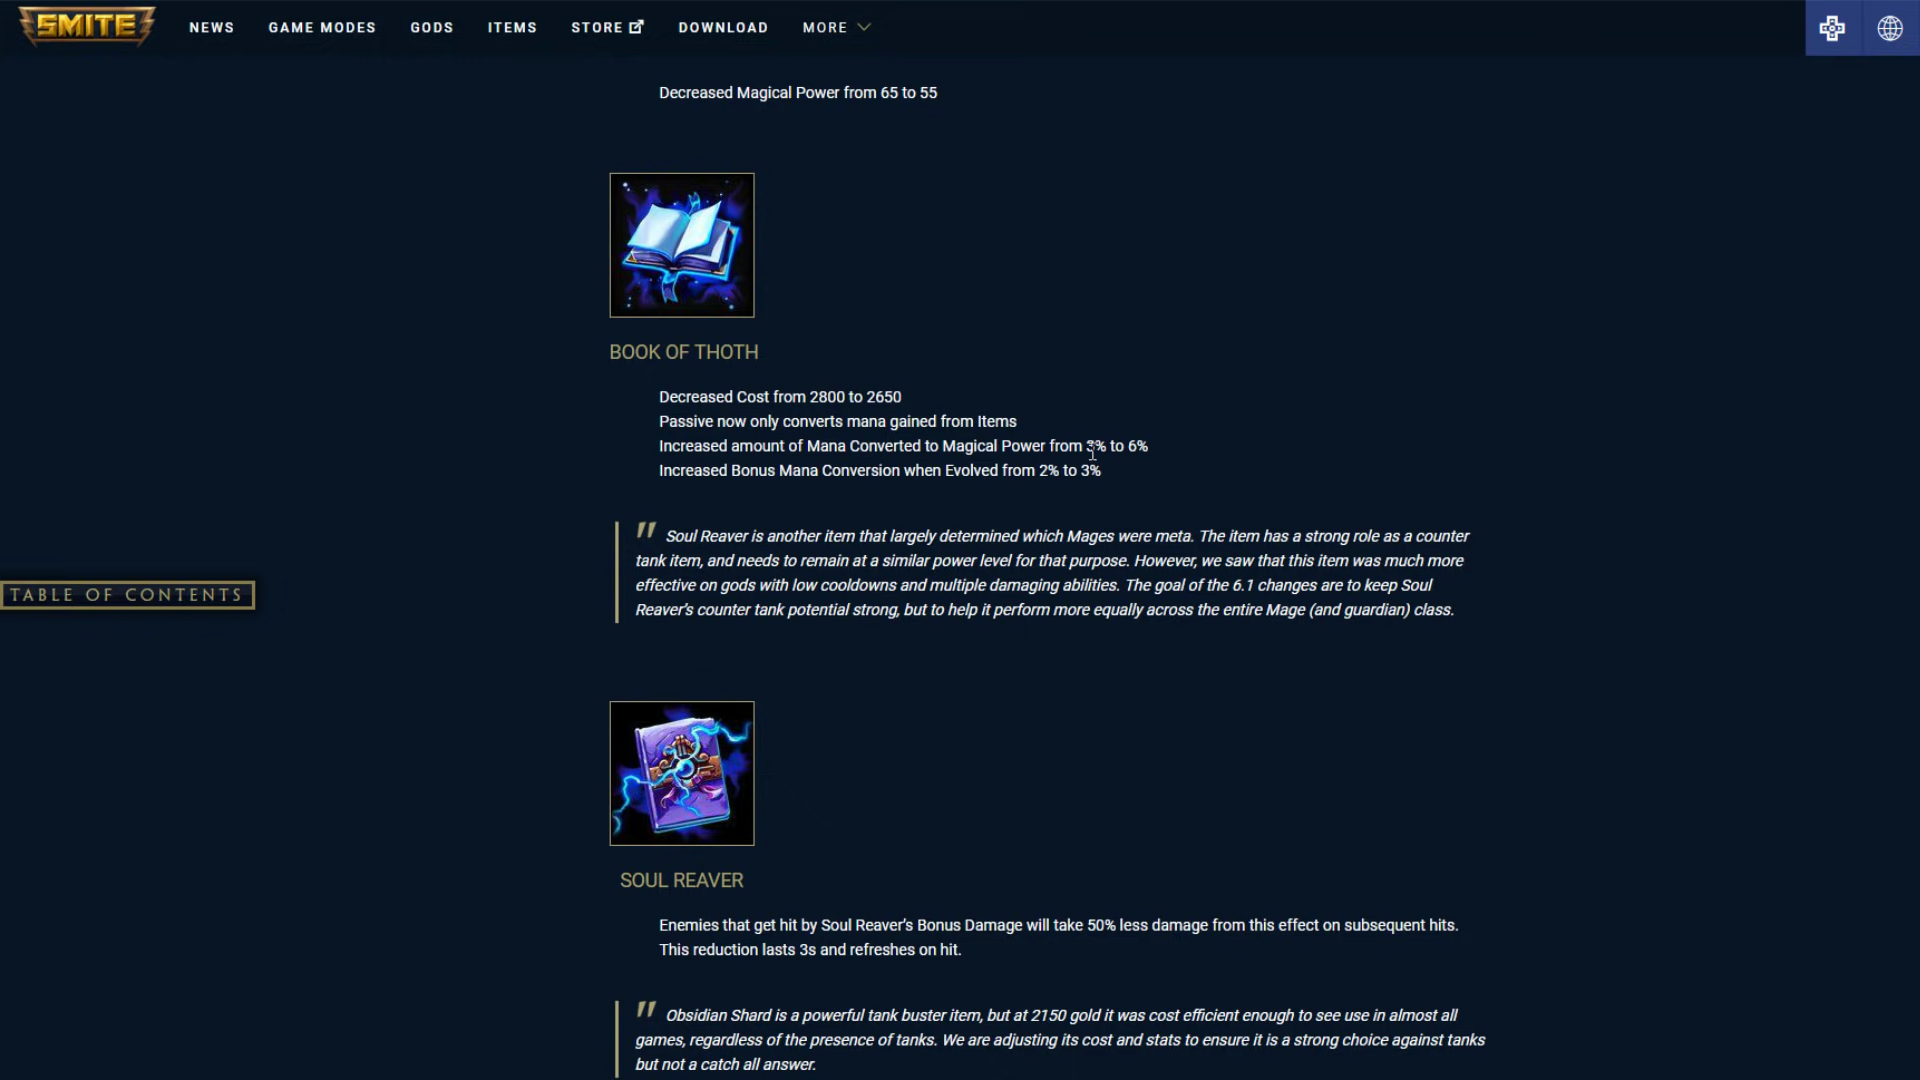 SMITE
NEWS
GAME MODES
GODS
ITEMS
STORE
DOWNLOAD
MORE
Decreased Magical Power from 65 to 55
BOOK OF THOTH
Decreased Cost from 2800 to 2650
Passive now only converts mana gained from Items
Increased amount of Mana Converted to Magical Power from 3% to 6%
Increased Bonus Mana Conversion when Evolved from 2% to 3%
" Soul Reaver is another item that largely determined which Mages were meta. The item has a strong role as a counter
tank item, and needs to remain at a similar power level for that purpose. However, we saw that this item was much more
effective on gods with low cooldowns and multiple damaging abilities. The goal of the 6.1 changes are to keep Soul
Reaver's counter tank potential strong, but to help it perform more equally across the entire Mage (and guardian) class.
TABLE OF CONTENTS
SOUL REAVER
Enemies that get hit by Soul Reaver's Bonus Damage will take 50% less damage from this effect on subsequent hits.
This reduction lasts 3s and refreshes on hit.
" Obsidian Shard is a powerful tank buster item, but at 2150 gold it was cost efficient enough to see use in almost all
games, regardless of the presence of tanks. We are adjusting its cost and stats to ensure it is a strong choice against tanks
but not a catch all answer.